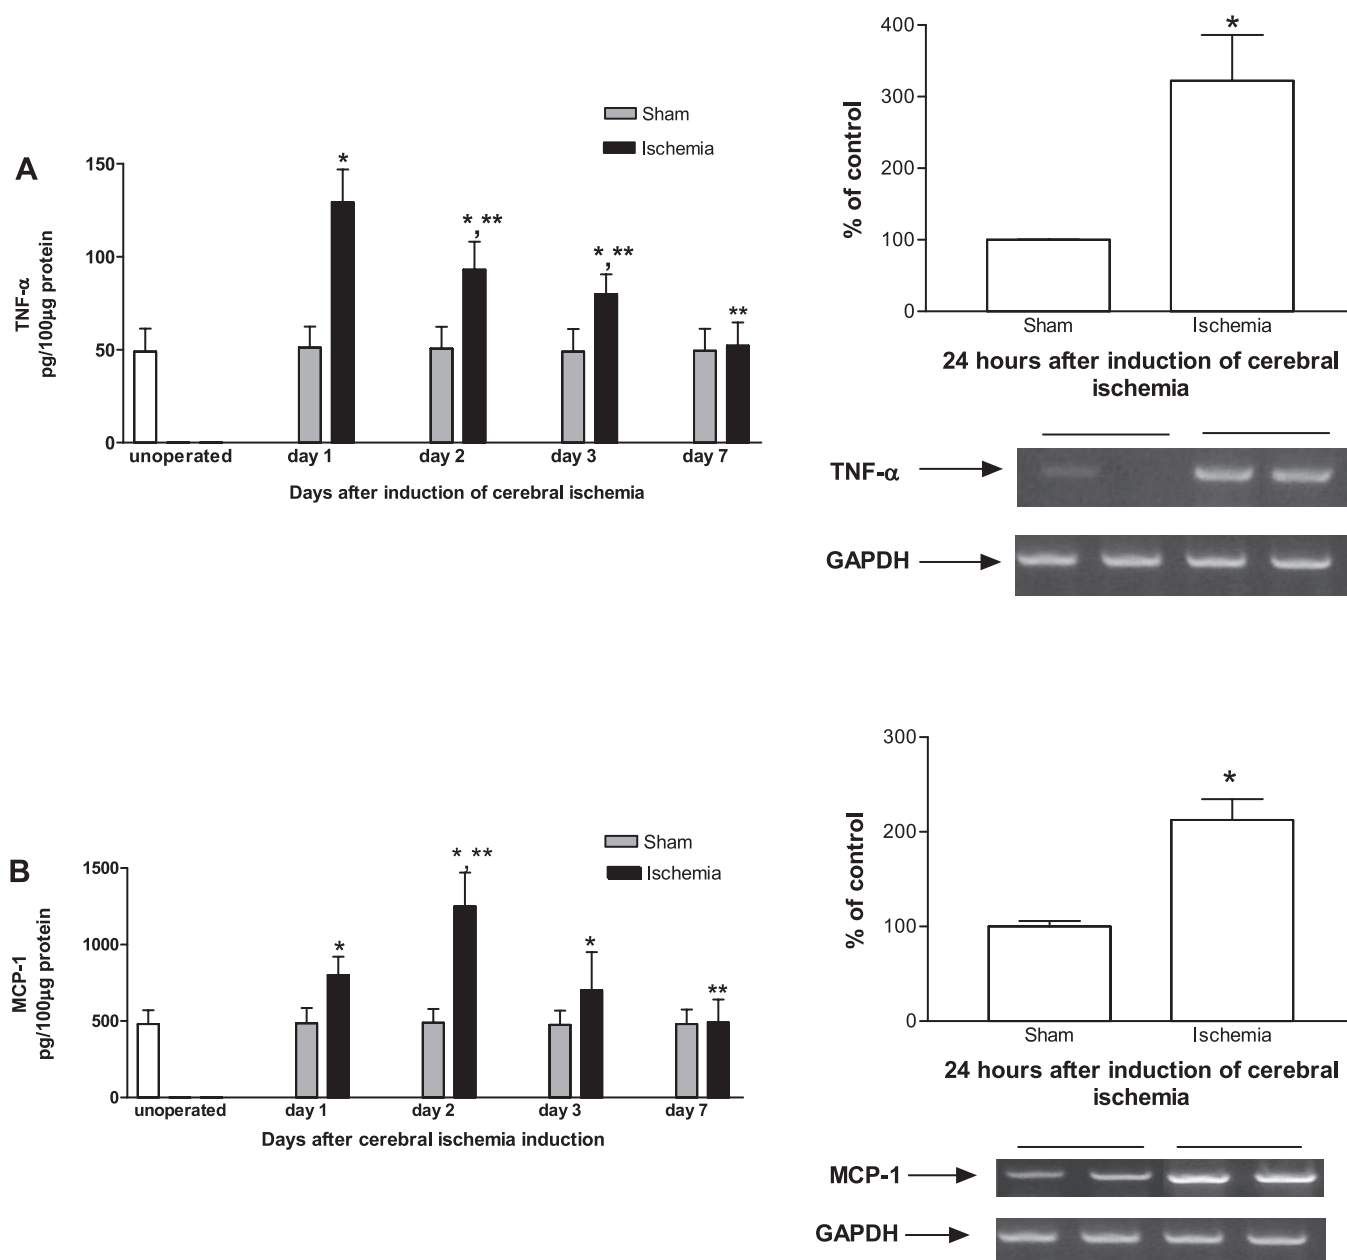 A
TNF-α
pg/100µg protein
150
100
50
0
Sham
Ischemia
*
*,**
*,**
**
unoperated
day 1
day 2
day 3
day 7
Days after induction of cerebral ischemia
% of control
400
300
200
100
0
*
Sham
Ischemia
24 hours after induction of cerebral
ischemia
TNF-α
GAPDH
B
MCP-1
pg/100µg protein
1500
1000
500
0
Sham
Ischemia
*
*,**
*
**
unoperated
day 1
day 2
day 3
day 7
Days after cerebral ischemia induction
% of control
300
200
100
0
*
Sham
Ischemia
24 hours after induction of cerebral
ischemia
MCP-1
GAPDH